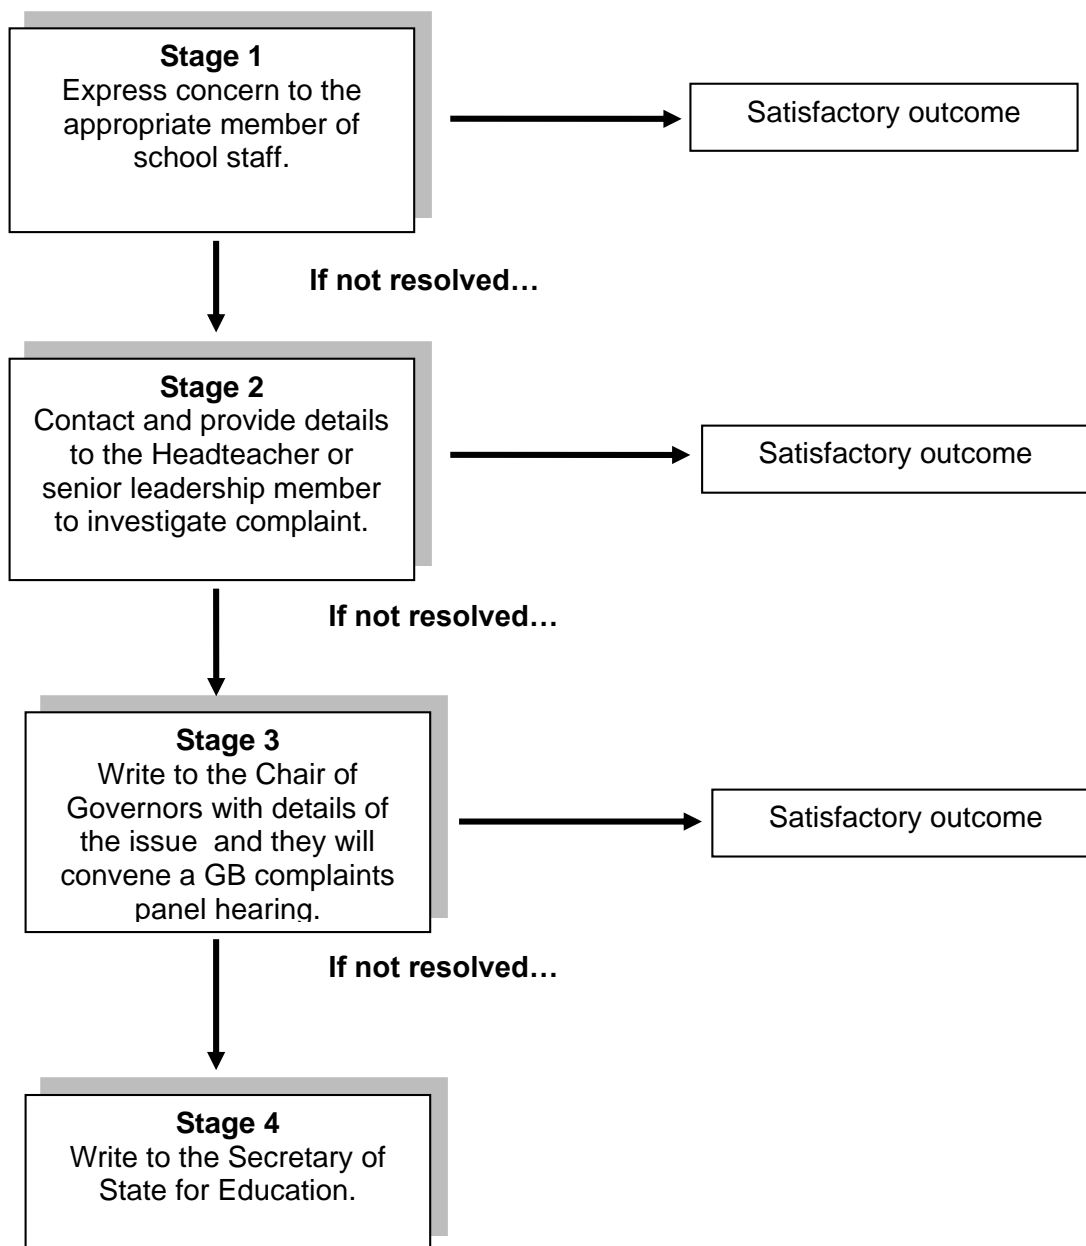 Stage 1
Express concern to the
appropriate member of
school staff.
Satisfactory outcome
If not resolved…
Stage 2
Contact and provide details
to the Headteacher or
senior leadership member
to investigate complaint.
Satisfactory outcome
If not resolved…
Stage 3
Write to the Chair of
Governors with details of
the issue  and they will
convene a GB complaints
panel hearing.
Satisfactory outcome
If not resolved…
Stage 4
Write to the Secretary of
State for Education.